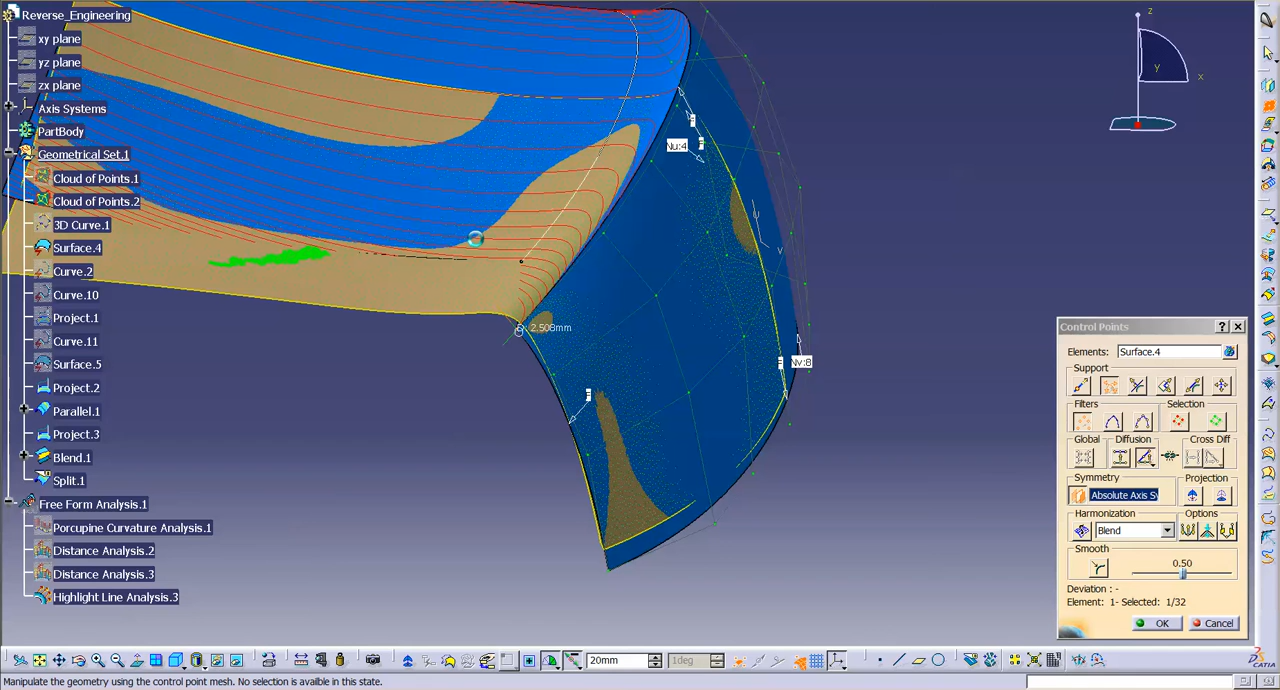 Reverse_Engineering
xy plane
yz plane
zx plane
Axis Systems
PartBody
Geometrical Set.1
Cloud of Points.1
Cloud of Points.2
3D Curve.1
Surface.4
Curve.2
Curve.10
Project.1
Curve.11
Surface.5
Project.2
Parallel.1
Project.3
Blend.1
Split.1
Free Form Analysis.1
Porcupine Curvature Analysis.1
Distance Analysis.2
Distance Analysis.3
Highlight Line Analysis.3
Nu:4
U
V
2.508mm
Nv:8
z
y
x
Control Points
Elements: Surface.4
Support
Filters Selection
Global Diffusion Cross Diff
Symmetry Projection
Absolute Axis Sy
Harmonization Options
Blend
Smooth
0.50
Deviation : -
Element: 1- Selected: 1/32
OK Cancel
20mm 1deg
CATIA
Manipulate the geometry using the control point mesh. No selection is availble in this state.